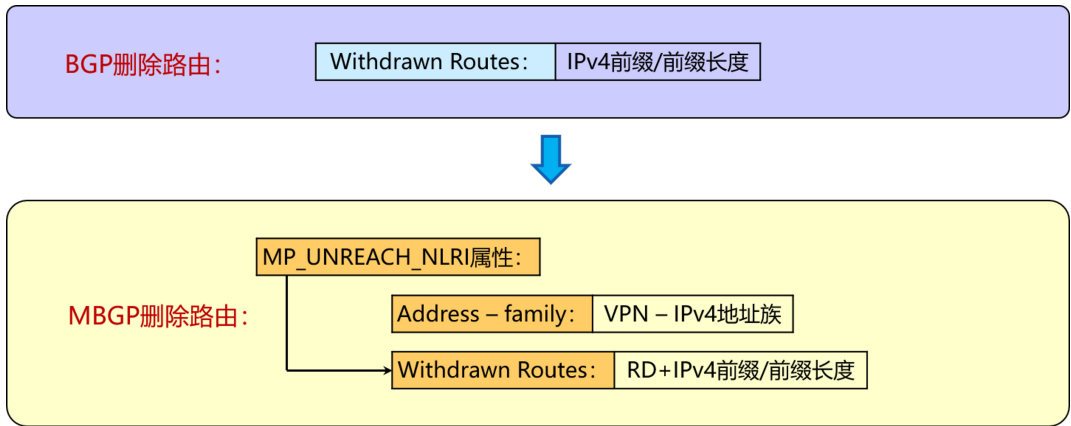 BGP删除路由：
Withdrawn Routes： IPv4前缀/前缀长度
MP_UNREACH_NLRI属性：
MBGP删除路由：
Address – family： VPN – IPv4地址族
Withdrawn Routes： RD+IPv4前缀/前缀长度